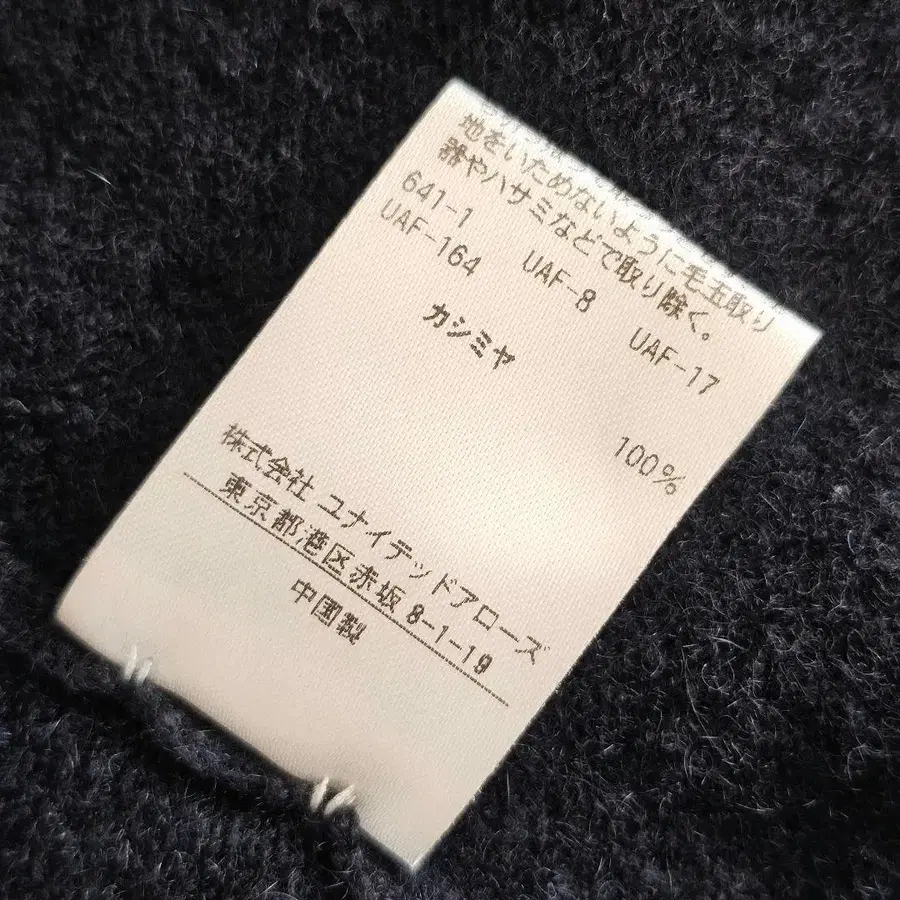 地をいためないように毛玉取り
器やハサミなどで取り除く。
641-1 UAF-8 UAF-17
UAF-164
カシミヤ 100%
株式会社 ユナイテッドアローズ
東京都港区赤坂 8-1-19
中国製